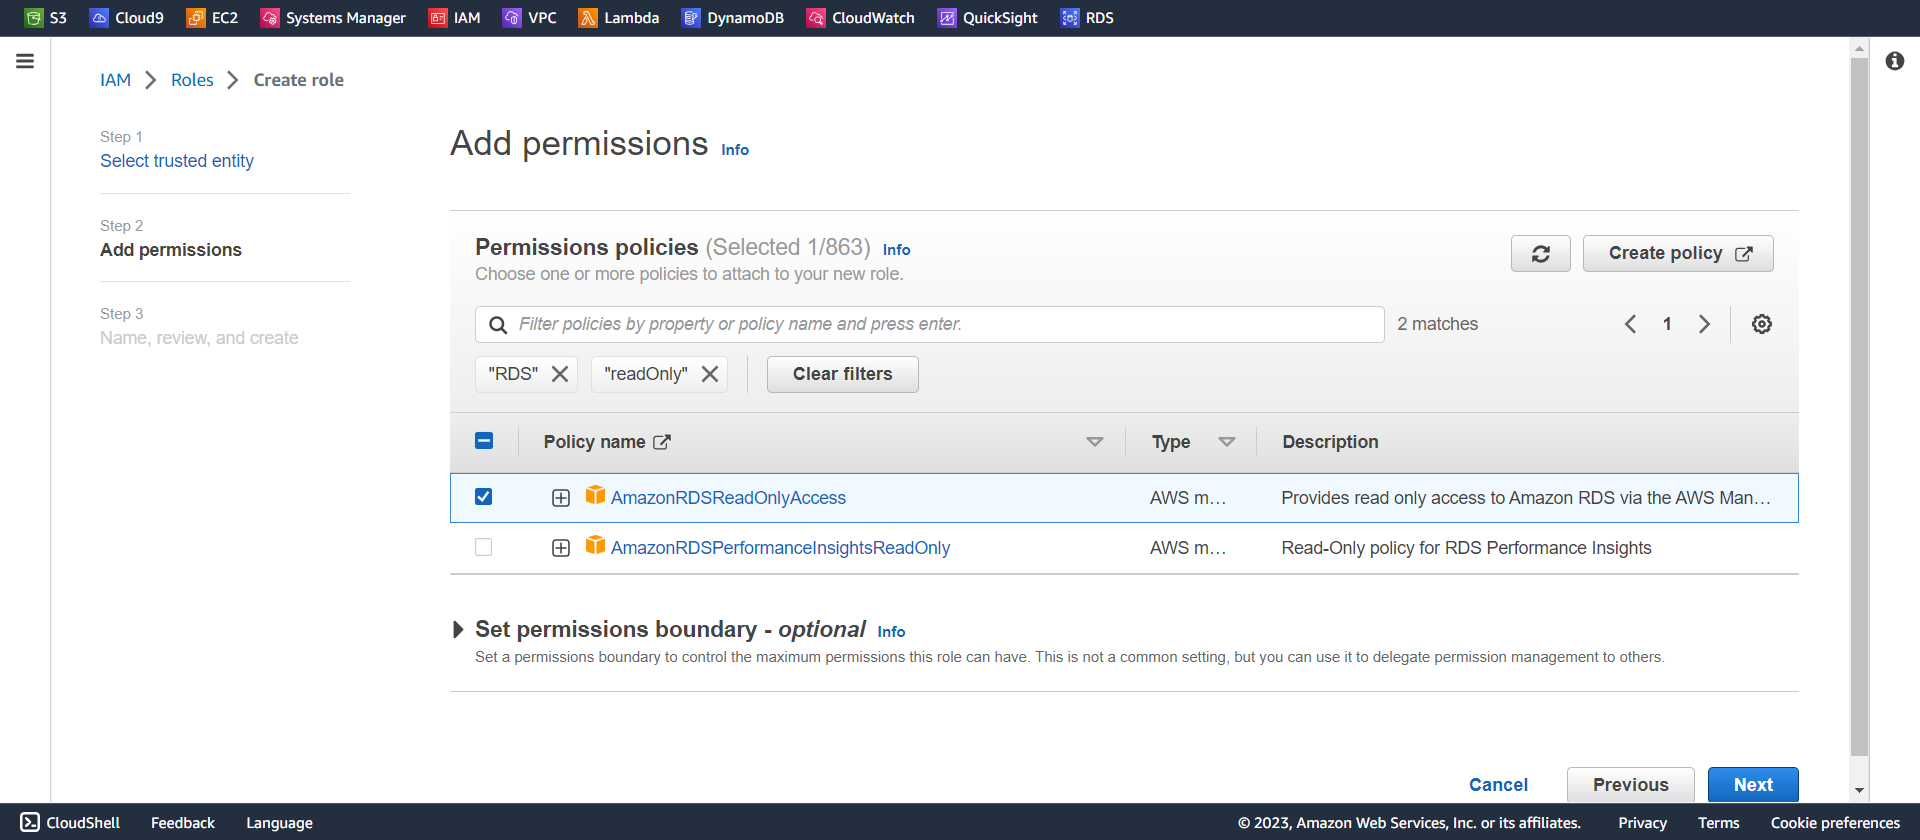 S3 Cloud9 EC2 Systems Manager IAM VPC Lambda DynamoDB CloudWatch QuickSight RDS
IAM Roles Create role
Step 1
Select trusted entity
Step 2
Add permissions
Step 3
Name, review, and create
Add permissions Info
Permissions policies (Selected 1/863) Info
Choose one or more policies to attach to your new role.
Create policy
Filter policies by property or policy name and press enter.
2 matches
1
"RDS" "readOnly" Clear filters
Policy name Type Description
AmazonRDSReadOnlyAccess AWS m... Provides read only access to Amazon RDS via the AWS Man...
AmazonRDSPerformanceInsightsReadOnly AWS m... Read-Only policy for RDS Performance Insights
Set permissions boundary - optional Info
Set a permissions boundary to control the maximum permissions this role can have. This is not a common setting, but you can use it to delegate permission management to others.
Cancel Previous Next
CloudShell Feedback Language © 2023, Amazon Web Services, Inc. or its affiliates. Privacy Terms Cookie preferences